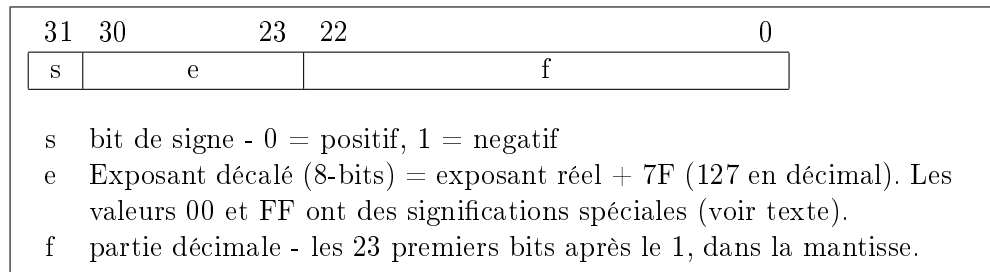 31 30 23 22 0
s e f
s bit de signe - 0 = positif, 1 = negatif
e Exposant décalé (8-bits) = exposant réel + 7F (127 en décimal). Les
valeurs 00 et FF ont des significations spéciales (voir texte).
f partie décimale - les 23 premiers bits après le 1, dans la mantisse.